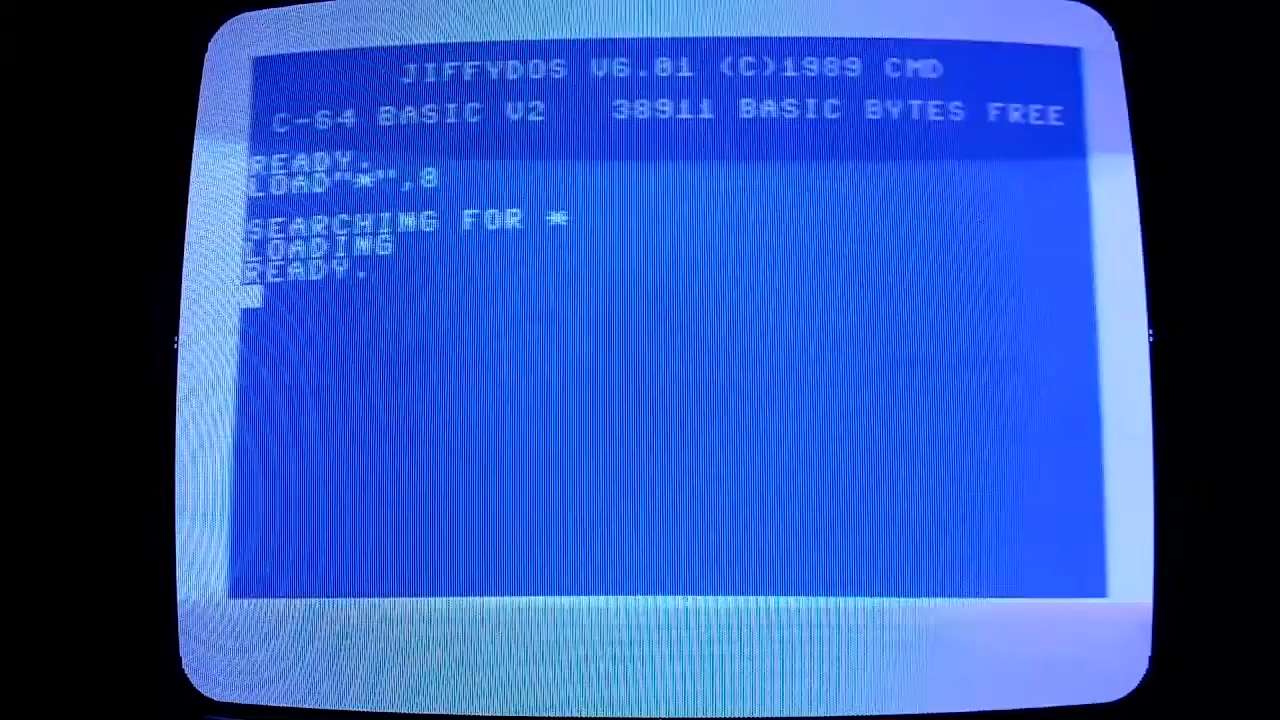 JIFFYDOS V6.01 (C)1989 CMD
C-64 BASIC V2   38911 BASIC BYTES FREE
READY.
LOAD"*",8
SEARCHING FOR *
LOADING
READY.